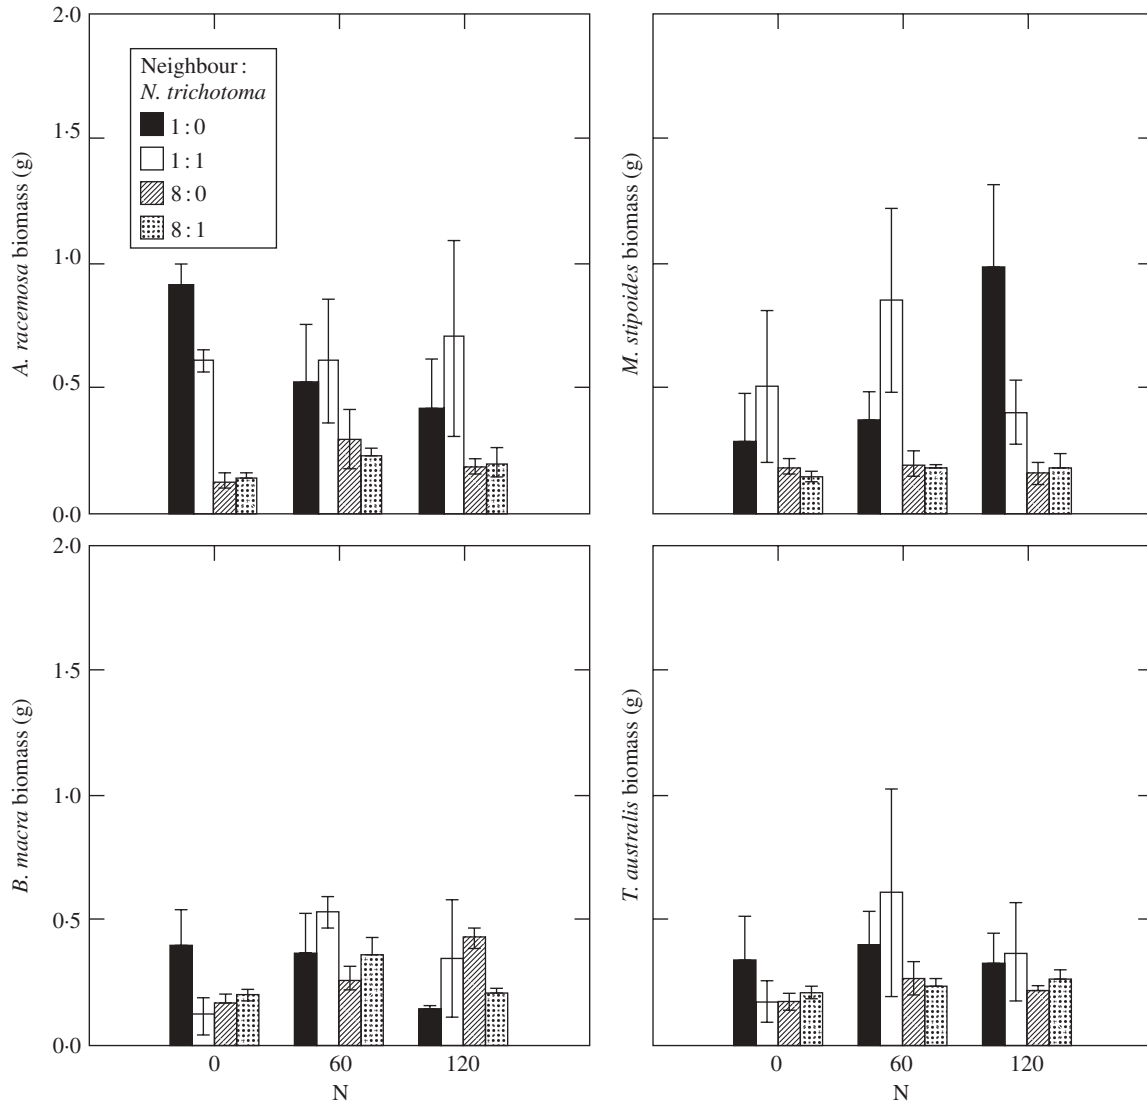 2·0
1·5
1·0
0·5
0·0
A. racemosa biomass (g)
Neighbour:
N. trichotoma
1:0
1:1
8:0
8:1
M. stipoides biomass (g)
2·0
1·5
1·0
0·5
0·0
B. macra biomass (g)
0 60 120
N
T. australis biomass (g)
0 60 120
N